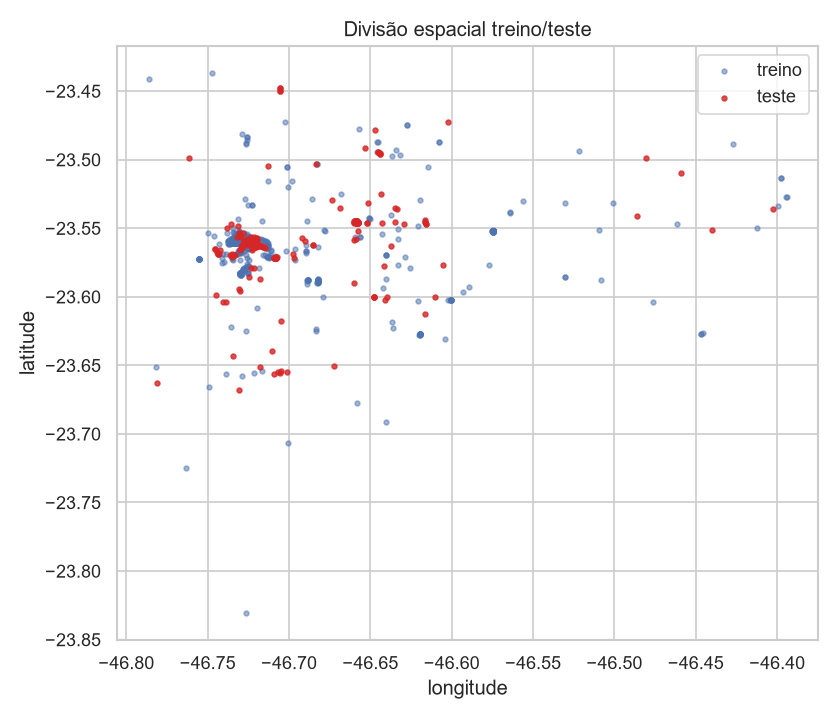 Divisão espacial treino/teste
treino
teste
latitude
−23.45
−23.50
−23.55
−23.60
−23.65
−23.70
−23.75
−23.80
−23.85
−46.80 −46.75 −46.70 −46.65 −46.60 −46.55 −46.50 −46.45 −46.40
longitude